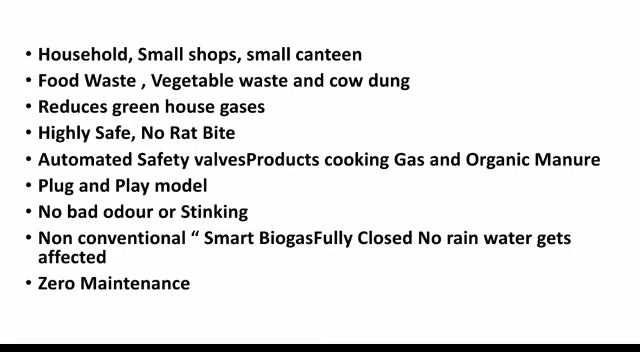 • Household, Small shops, small canteen
• Food Waste , Vegetable waste and cow dung
• Reduces green house gases
• Highly Safe, No Rat Bite
• Automated Safety valvesProducts cooking Gas and Organic Manure
• Plug and Play model
• No bad odour or Stinking
• Non conventional “ Smart BiogasFully Closed No rain water gets
affected
• Zero Maintenance